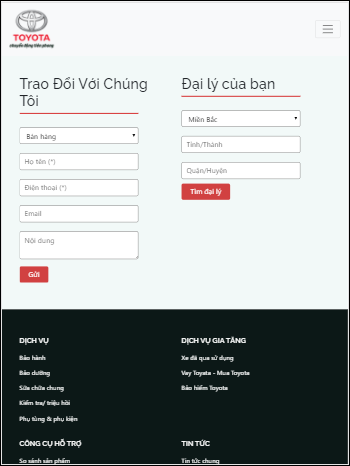 TOYOTA
chuyển động tiên phong
Trao Đổi Với Chúng
Tôi
Bán hàng
Họ tên (*)
Điện thoại (*)
Email
Nội dung
Gửi
Đại lý của bạn
Miền Bắc
Tỉnh/Thành
Quận/Huyện
Tìm đại lý
DỊCH VỤ
Bảo hành
Bảo dưỡng
Sửa chữa chung
Kiểm tra/ triệu hồi
Phụ tùng & phụ kiện
DỊCH VỤ GIA TĂNG
Xe đã qua sử dụng
Vay Toyota - Mua Toyota
Bảo hiểm Toyota
CÔNG CỤ HỖ TRỢ
So sánh sản phẩm
TIN TỨC
Tin tức chung